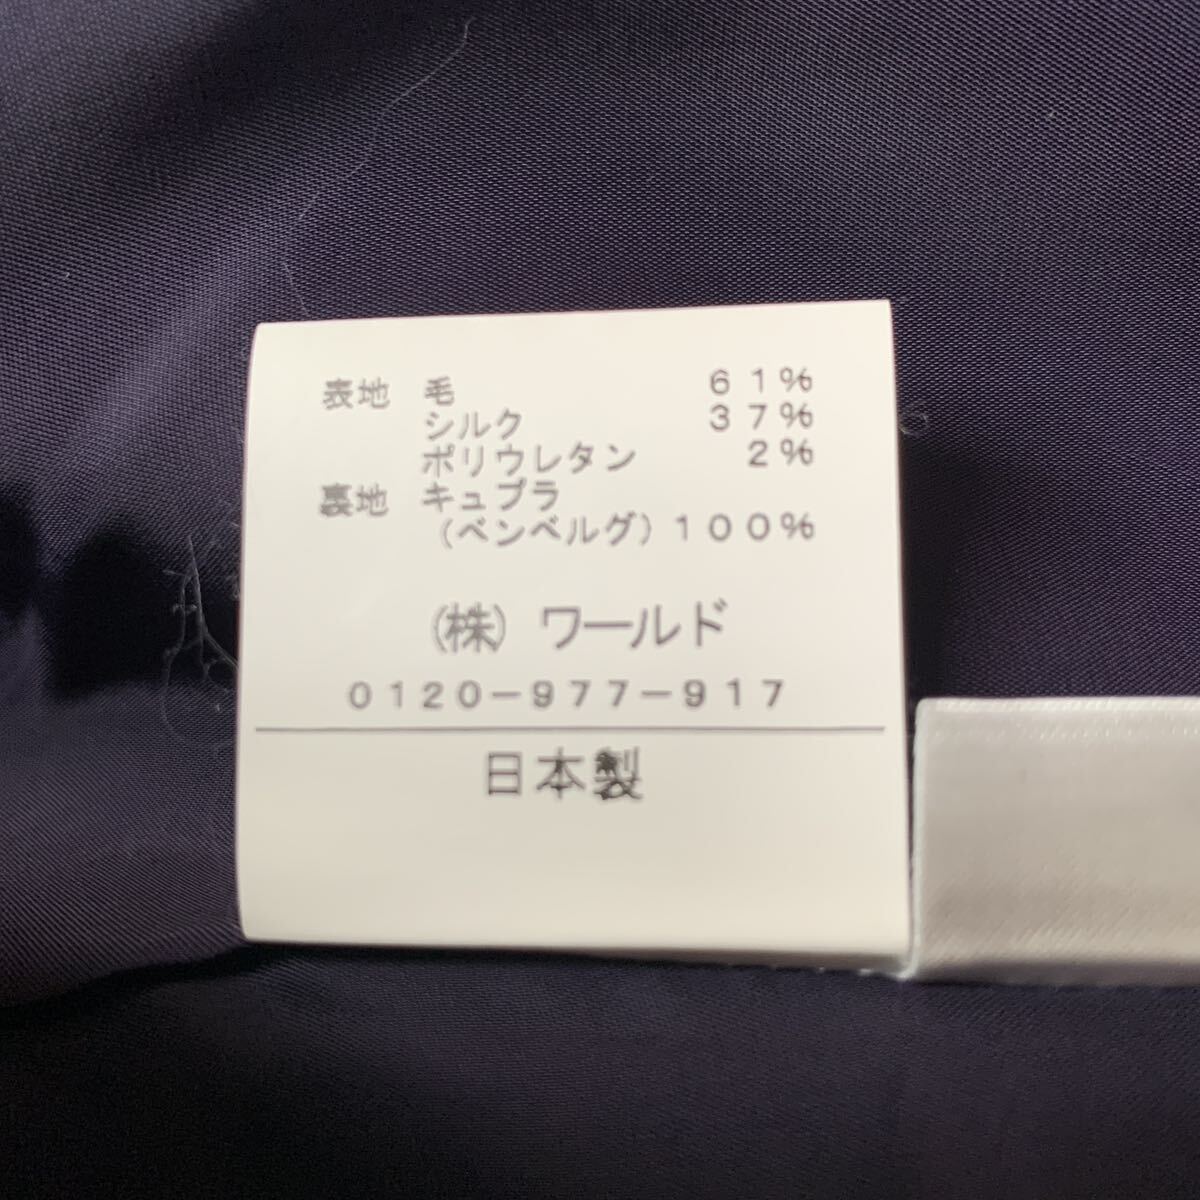 表地 毛 61%
シルク 37%
ポリウレタン 2%
裏地 キュプラ
(ベンベルグ) 100%
(株) ワールド
0120-977-917
日本製